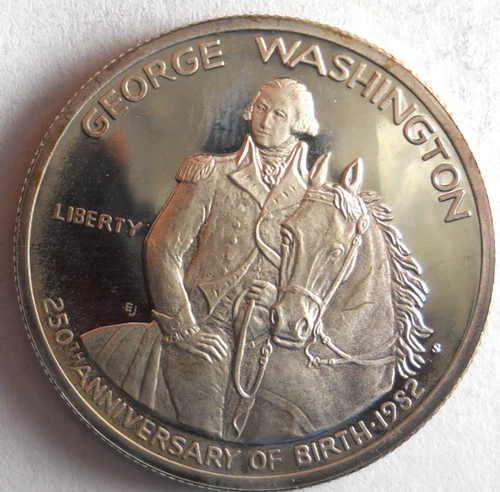 GEORGE WASHINGTON
LIBERTY
EJ
S
250TH ANNIVERSARY OF BIRTH · 1982